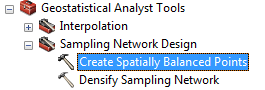 Geostatistical Analyst Tools
Interpolation
Sampling Network Design
Create Spatially Balanced Points
Densify Sampling Network